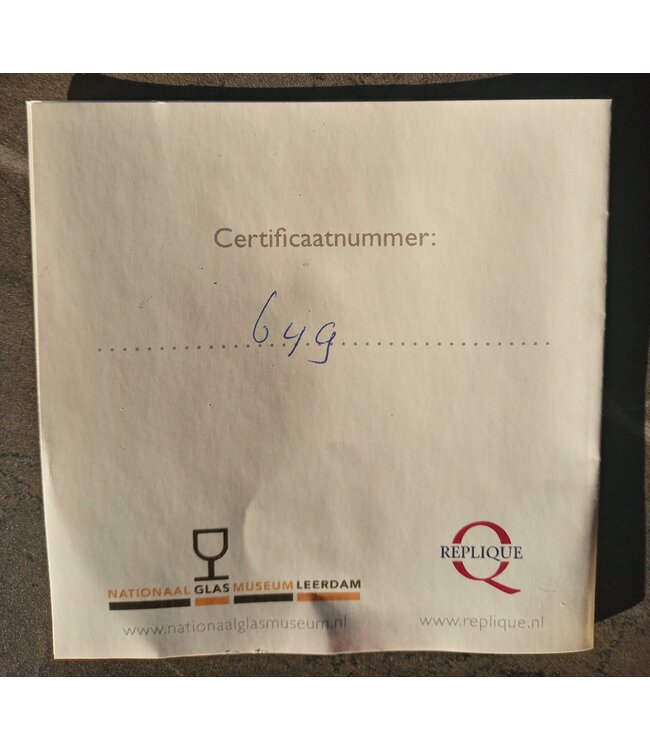 Certificaatnummer:
649
REPLIQUE
NATIONAAL GLAS MUSEUM LEERDAM
www.nationaalglasmuseum.nl
www.replique.nl